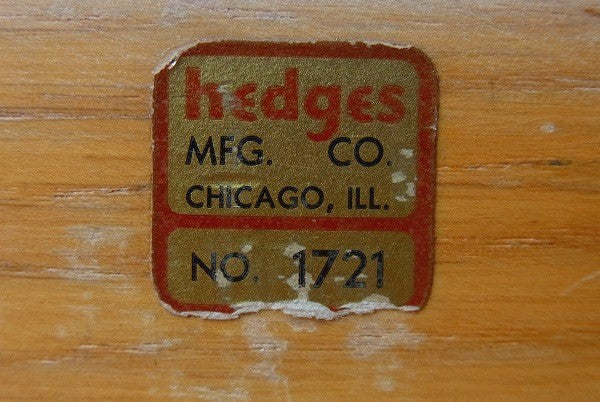 hedges
MFG. CO.
CHICAGO, ILL.
NO. 1721